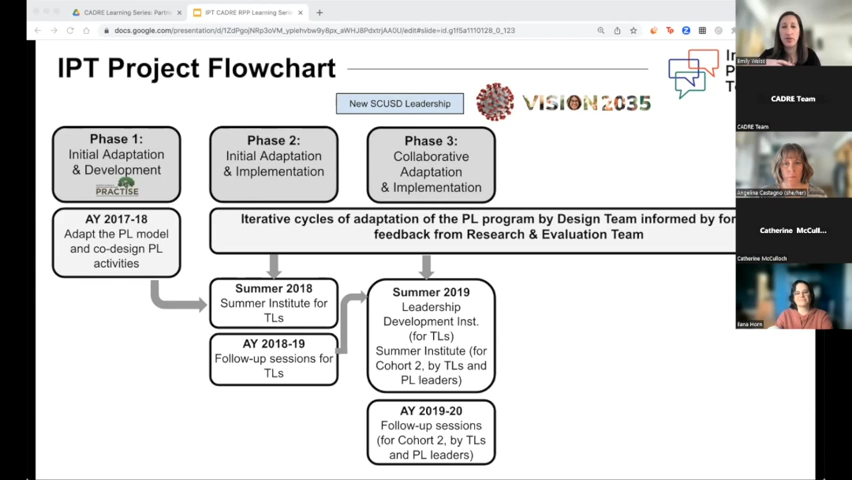 CADRE Learning Series: Partn
IPT CADRE RPP Learning Serie
docs.google.com/presentation/d/1ZdPgojNRp3oVM_yplehvbw9y8px_aWHJ8PdxtrjAA0U/edit#slide=id.g1f5a1110128_0_123
IPT Project Flowchart
New SCUSD Leadership
VISION 2035
Phase 1:
Initial Adaptation
& Development
PRACTISE
Phase 2:
Initial Adaptation
& Implementation
Phase 3:
Collaborative
Adaptation
& Implementation
AY 2017-18
Adapt the PL model
and co-design PL
activities
Iterative cycles of adaptation of the PL program by Design Team informed by for
feedback from Research & Evaluation Team
Summer 2018
Summer Institute for
TLs
AY 2018-19
Follow-up sessions for
TLs
Summer 2019
Leadership
Development Inst.
(for TLs)
Summer Institute (for
Cohort 2, by TLs and
PL leaders)
AY 2019-20
Follow-up sessions
(for Cohort 2, by TLs
and PL leaders)
Emily Weiss
CADRE Team
CADRE Team
Angelina Castagno (she/her)
Catherine McCull...
Catherine McCulloch
Ilana Horn